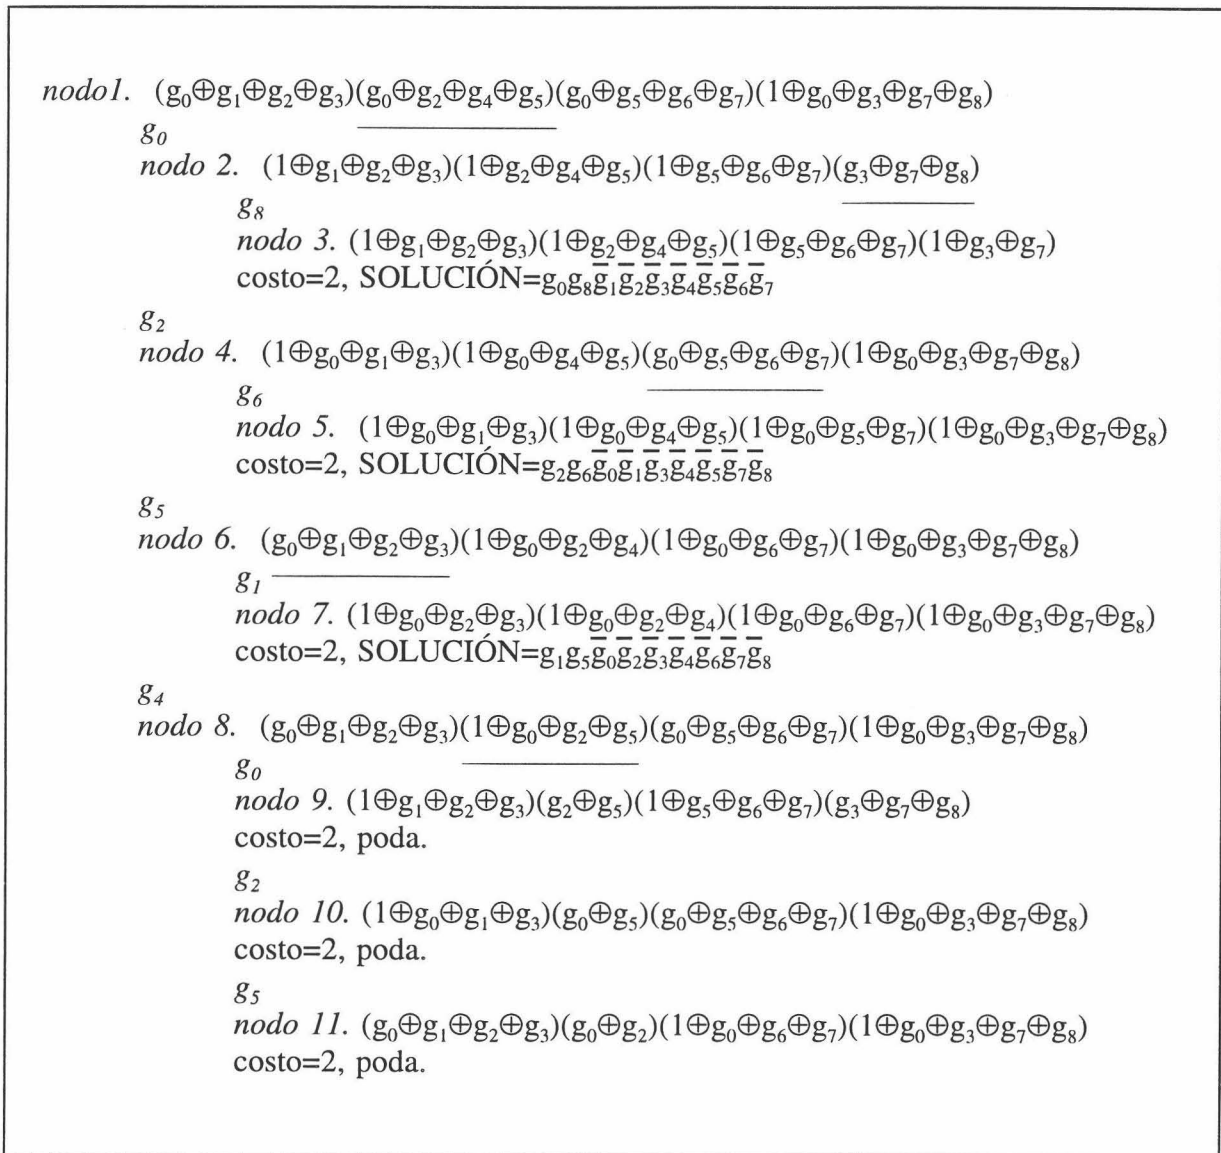 nodo1. (g₀⊕g₁⊕g₂⊕g₃)(g₀⊕g₂⊕g₄⊕g₅)(g₀⊕g₅⊕g₆⊕g₇)(1⊕g₀⊕g₃⊕g₇⊕g₈)
g₀
nodo 2. (1⊕g₁⊕g₂⊕g₃)(1⊕g₂⊕g₄⊕g₅)(1⊕g₅⊕g₆⊕g₇)(g₃⊕g₇⊕g₈)
g₈
nodo 3. (1⊕g₁⊕g₂⊕g₃)(1⊕g₂⊕g₄⊕g₅)(1⊕g₅⊕g₆⊕g₇)(1⊕g₃⊕g₇)
costo=2, SOLUCIÓN=g₀g₈g̅₁g̅₂g̅₃g̅₄g̅₅g̅₆g̅₇
g₂
nodo 4. (1⊕g₀⊕g₁⊕g₃)(1⊕g₀⊕g₄⊕g₅)(g₀⊕g₅⊕g₆⊕g₇)(1⊕g₀⊕g₃⊕g₇⊕g₈)
g₆
nodo 5. (1⊕g₀⊕g₁⊕g₃)(1⊕g₀⊕g₄⊕g₅)(1⊕g₀⊕g₅⊕g₇)(1⊕g₀⊕g₃⊕g₇⊕g₈)
costo=2, SOLUCIÓN=g₂g₆g̅₀g̅₁g̅₃g̅₄g̅₅g̅₇g̅₈
g₅
nodo 6. (g₀⊕g₁⊕g₂⊕g₃)(1⊕g₀⊕g₂⊕g₄)(1⊕g₀⊕g₆⊕g₇)(1⊕g₀⊕g₃⊕g₇⊕g₈)
g₁
nodo 7. (1⊕g₀⊕g₂⊕g₃)(1⊕g₀⊕g₂⊕g₄)(1⊕g₀⊕g₆⊕g₇)(1⊕g₀⊕g₃⊕g₇⊕g₈)
costo=2, SOLUCIÓN=g₁g₅g̅₀g̅₂g̅₃g̅₄g̅₆g̅₇g̅₈
g₄
nodo 8. (g₀⊕g₁⊕g₂⊕g₃)(1⊕g₀⊕g₂⊕g₅)(g₀⊕g₅⊕g₆⊕g₇)(1⊕g₀⊕g₃⊕g₇⊕g₈)
g₀
nodo 9. (1⊕g₁⊕g₂⊕g₃)(g₂⊕g₅)(1⊕g₅⊕g₆⊕g₇)(g₃⊕g₇⊕g₈)
costo=2, poda.
g₂
nodo 10. (1⊕g₀⊕g₁⊕g₃)(g₀⊕g₅)(g₀⊕g₅⊕g₆⊕g₇)(1⊕g₀⊕g₃⊕g₇⊕g₈)
costo=2, poda.
g₅
nodo 11. (g₀⊕g₁⊕g₂⊕g₃)(g₀⊕g₂)(1⊕g₀⊕g₆⊕g₇)(1⊕g₀⊕g₃⊕g₇⊕g₈)
costo=2, poda.